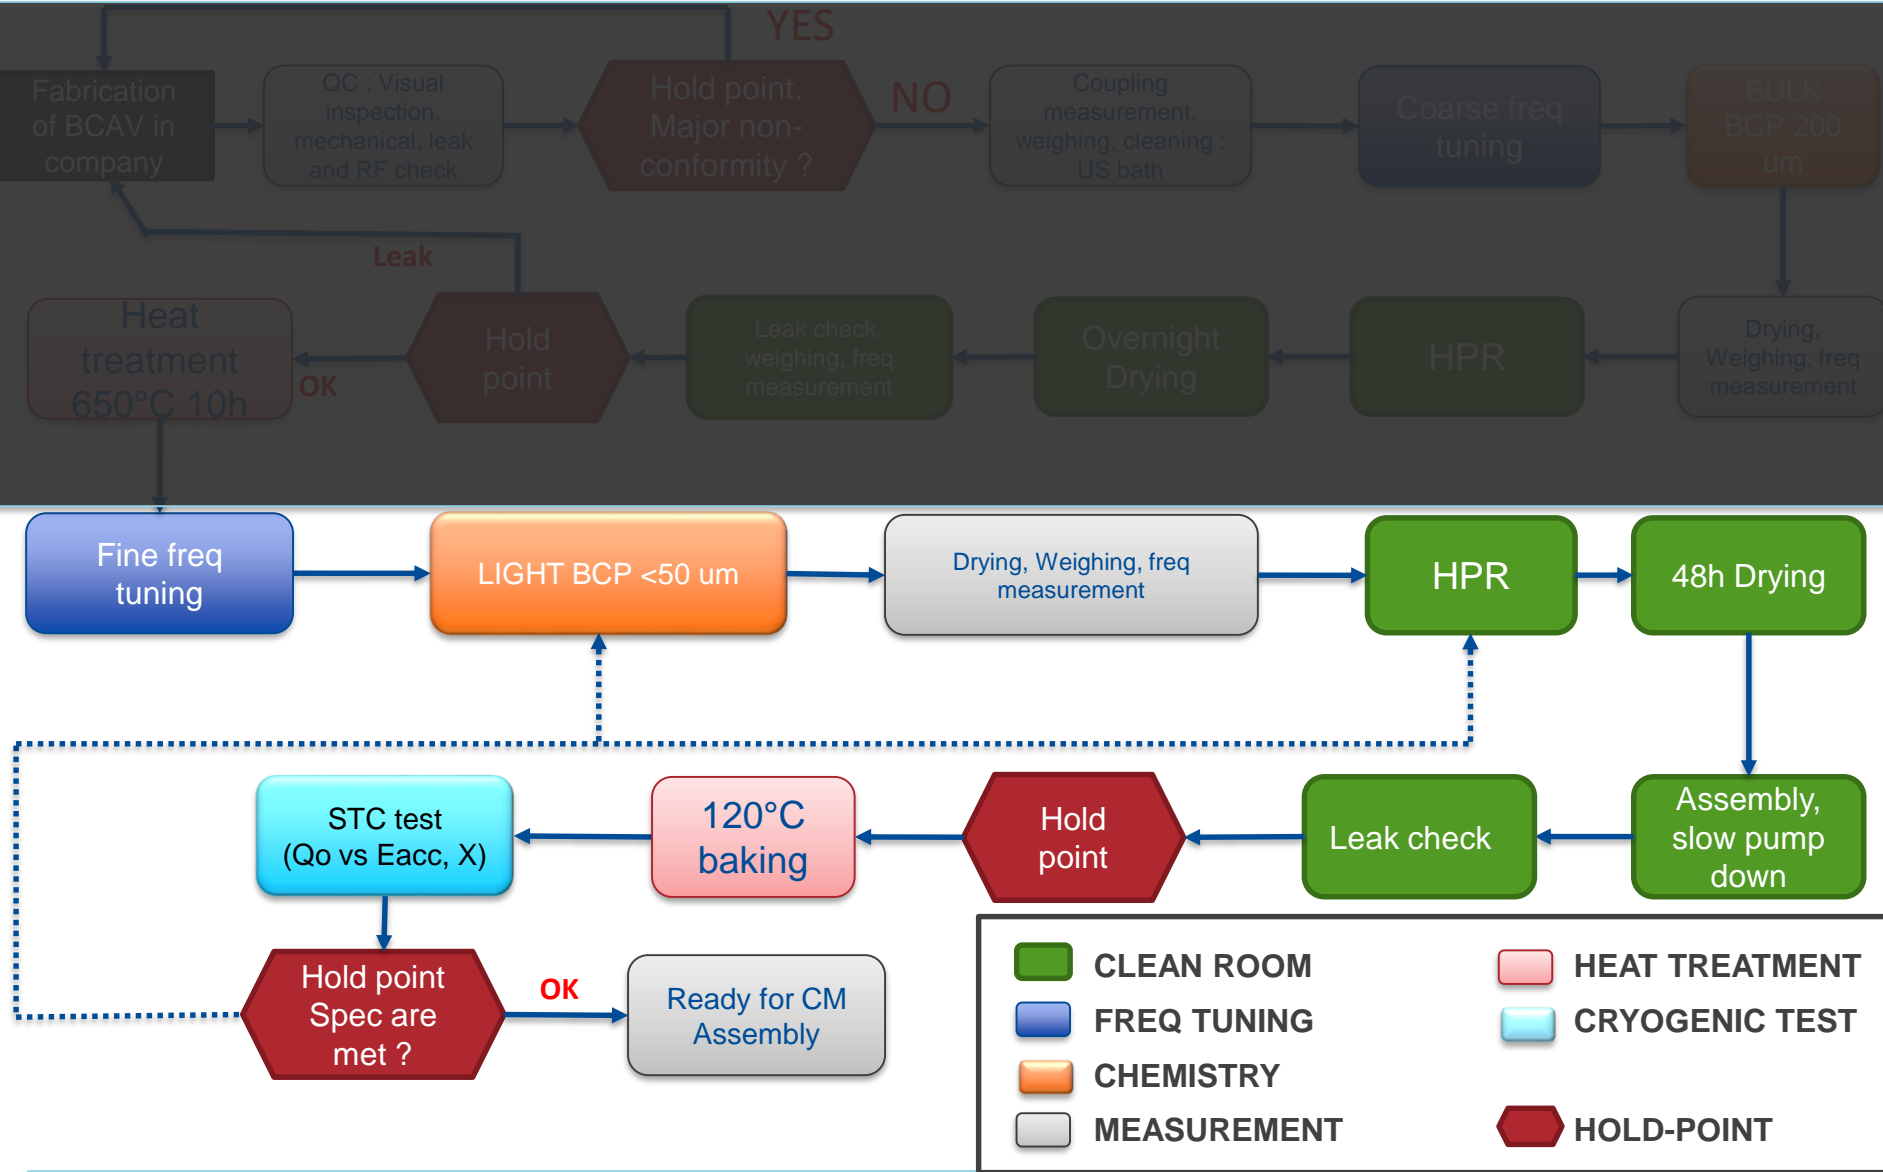 YES
Fabrication
of BCAV in
company
QC : Visual
inspection,
mechanical, leak
and RF check
Hold point.
Major non-
conformity ?
NO
Coupling
measurement,
weighing, cleaning :
US bath
Coarse freq
tuning
BULK
BCP 200
um
Leak
Heat
treatment
650°C 10h
OK
Hold
point
Leak check,
weighing, freq
measurement
Overnight
Drying
HPR
Drying,
Weighing, freq
measurement
Fine freq
tuning
LIGHT BCP <50 um
Drying, Weighing, freq
measurement
HPR
48h Drying
STC test
(Qo vs Eacc, X)
120°C
baking
Hold
point
Leak check
Assembly,
slow pump
down
Hold point
Spec are
met ?
OK
Ready for CM
Assembly
CLEAN ROOM
HEAT TREATMENT
FREQ TUNING
CRYOGENIC TEST
CHEMISTRY
MEASUREMENT
HOLD-POINT